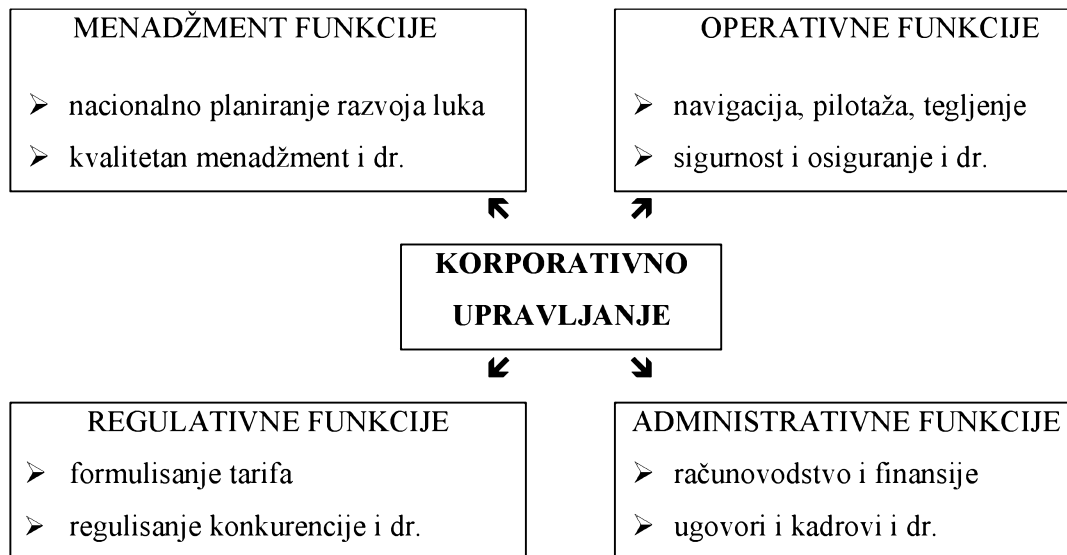 MENADŽMENT FUNKCIJE
➢ nacionalno planiranje razvoja luka
➢ kvalitetan menadžment i dr.
OPERATIVNE FUNKCIJE
➢ navigacija, pilotaža, tegljenje
➢ sigurnost i osiguranje i dr.
KORPORATIVNO
UPRAVLJANJE
REGULATIVNE FUNKCIJE
➢ formulisanje tarifa
➢ regulisanje konkurencije i dr.
ADMINISTRATIVNE FUNKCIJE
➢ računovodstvo i finansije
➢ ugovori i kadrovi i dr.